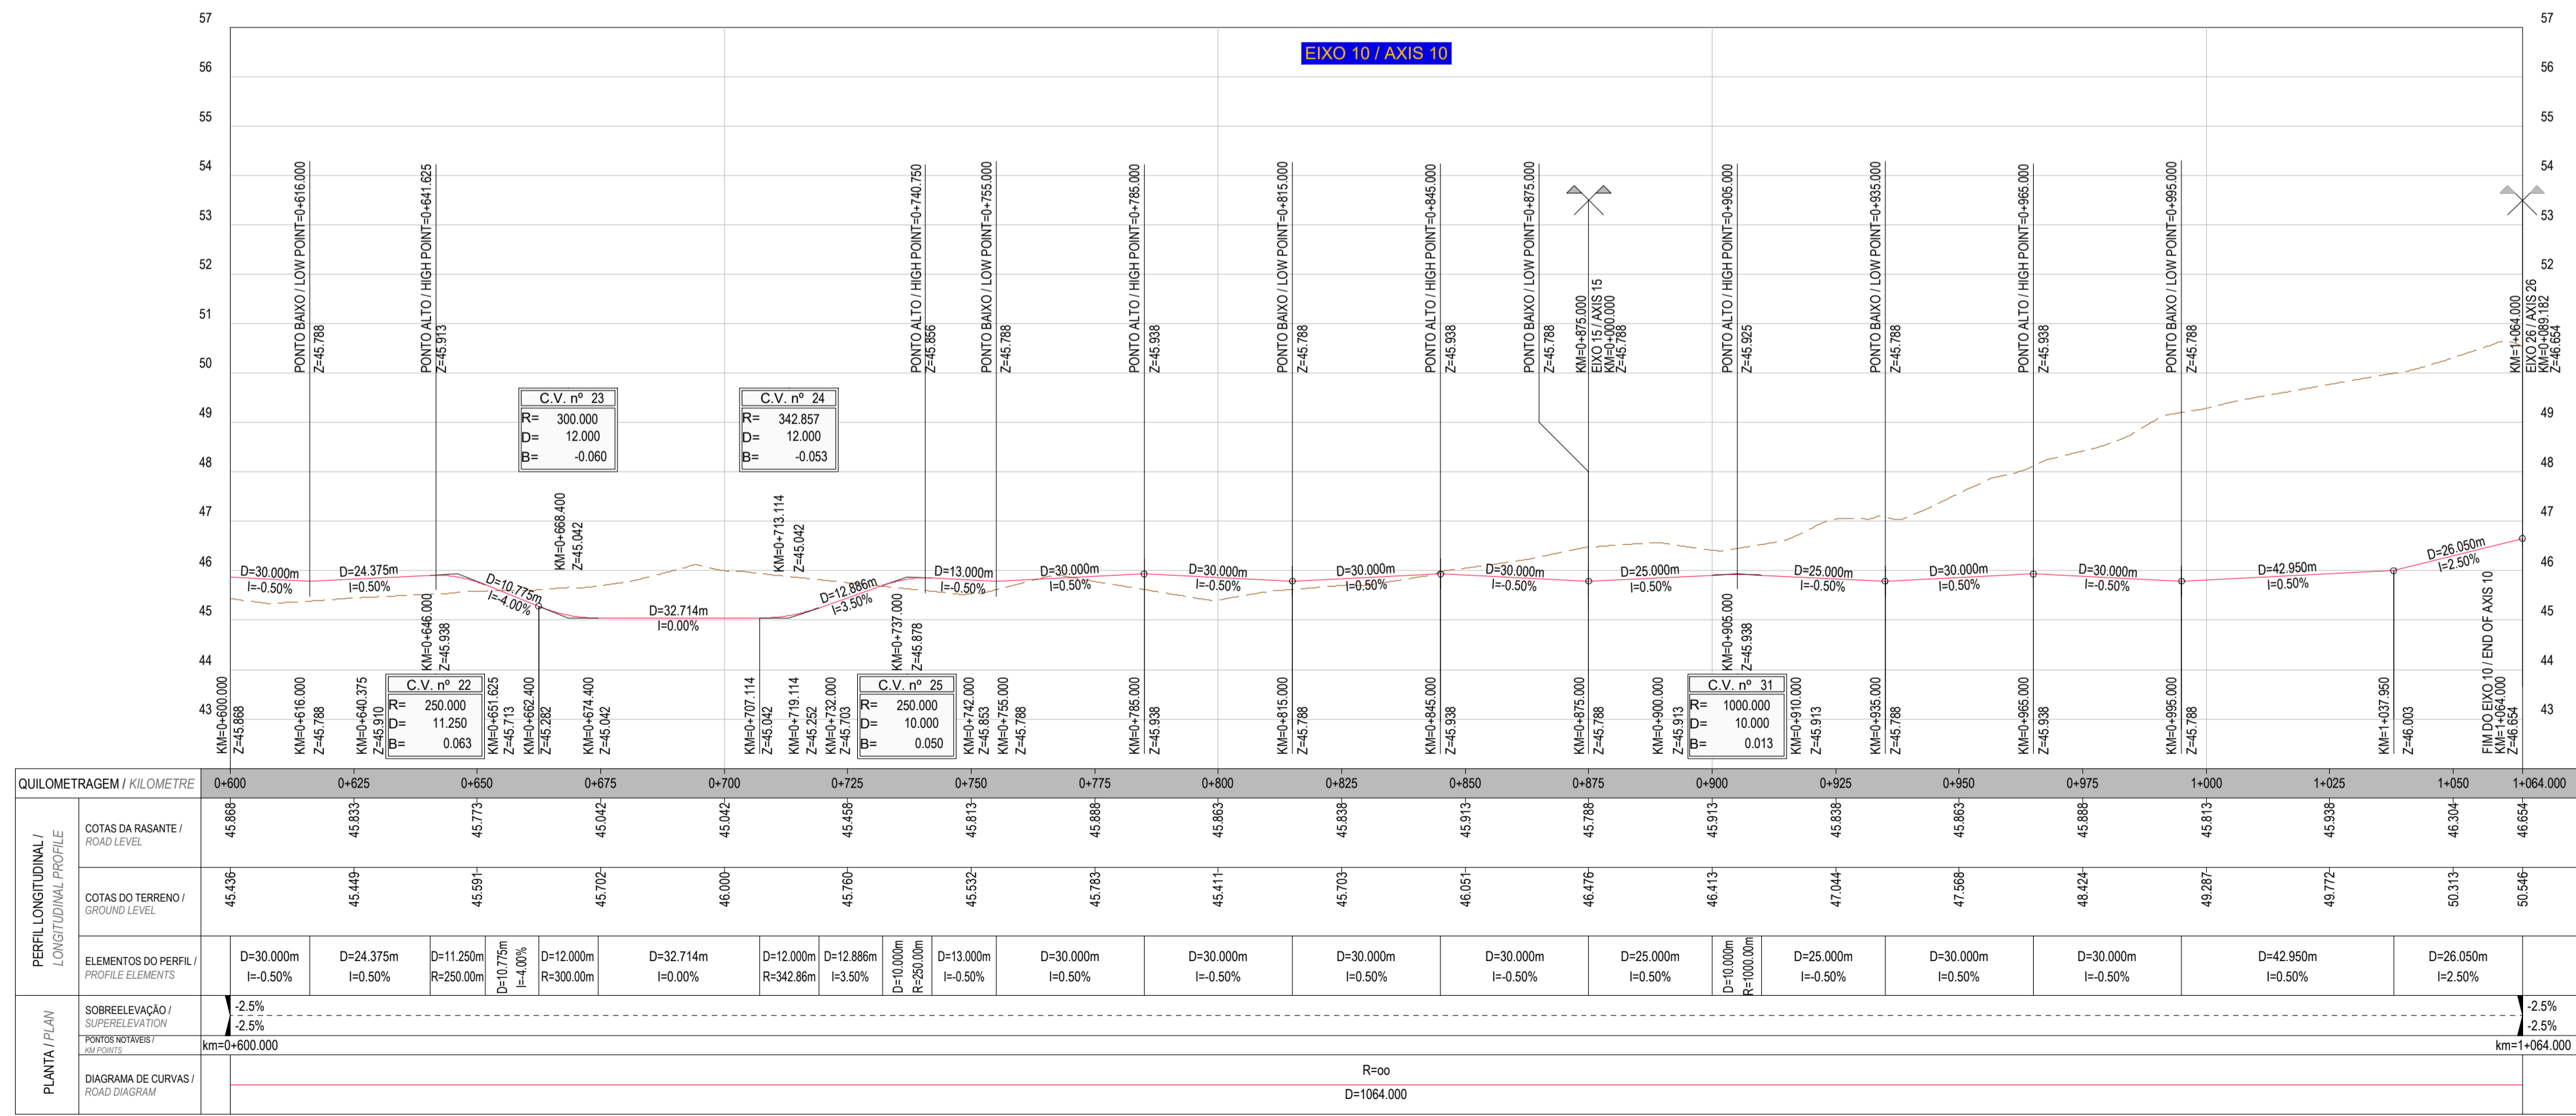 EIXO 10 / AXIS 10
57
56
55
54
53
52
51
50
49
48
47
46
45
44
43
57
56
55
54
53
52
51
50
49
48
47
46
45
44
43
PONTO BAIXO / LOW POINT=0+616.000
Z=45.788
PONTO ALTO / HIGH POINT=0+641.625
Z=45.913
PONTO ALTO / HIGH POINT=0+740.750
Z=45.856
PONTO BAIXO / LOW POINT=0+755.000
Z=45.788
PONTO ALTO / HIGH POINT=0+785.000
Z=45.938
PONTO BAIXO / LOW POINT=0+815.000
Z=45.788
PONTO ALTO / HIGH POINT=0+845.000
Z=45.938
PONTO BAIXO / LOW POINT=0+875.000
Z=45.788
KM=0+875.000
EIXO 15 / AXIS 15
KM=0+000.000
Z=45.788
PONTO ALTO / HIGH POINT=0+905.000
Z=45.925
PONTO BAIXO / LOW POINT=0+935.000
Z=45.788
PONTO ALTO / HIGH POINT=0+965.000
Z=45.938
PONTO BAIXO / LOW POINT=0+995.000
Z=45.788
KM=1+064.000
EIXO 26 / AXIS 26
KM=0+089.182
Z=46.654
C.V. nº 23
R= 300.000
D= 12.000
B= -0.060
C.V. nº 24
R= 342.857
D= 12.000
B= -0.053
KM=0+668.400
Z=45.042
KM=0+713.114
Z=45.042
D=30.000m
I=-0.50%
D=24.375m
I=0.50%
D=10.775m
I=-4.00%
D=32.714m
I=0.00%
D=12.886m
I=3.50%
D=13.000m
I=-0.50%
D=30.000m
I=0.50%
D=30.000m
I=-0.50%
D=30.000m
I=0.50%
D=30.000m
I=-0.50%
D=25.000m
I=0.50%
D=25.000m
I=-0.50%
D=30.000m
I=0.50%
D=30.000m
I=-0.50%
D=42.950m
I=0.50%
D=26.050m
I=2.50%
KM=0+646.000
Z=45.938
KM=0+737.000
Z=45.878
KM=0+905.000
Z=45.938
C.V. nº 22
R= 250.000
D= 11.250
B= 0.063
C.V. nº 25
R= 250.000
D= 10.000
B= 0.050
C.V. nº 31
R= 1000.000
D= 10.000
B= 0.013
KM=0+600.000
Z=45.868
KM=0+616.000
Z=45.788
KM=0+640.375
Z=45.910
KM=0+651.625
Z=45.713
KM=0+662.400
Z=45.282
KM=0+674.400
Z=45.042
KM=0+707.114
Z=45.042
KM=0+719.114
Z=45.252
KM=0+732.000
Z=45.703
KM=0+742.000
Z=45.853
KM=0+755.000
Z=45.788
KM=0+785.000
Z=45.938
KM=0+815.000
Z=45.788
KM=0+845.000
Z=45.938
KM=0+875.000
Z=45.788
KM=0+900.000
Z=45.913
KM=0+910.000
Z=45.913
KM=0+935.000
Z=45.788
KM=0+965.000
Z=45.938
KM=0+995.000
Z=45.788
KM=1+037.950
Z=46.003
FIM DO EIXO 10 / END OF AXIS 10
KM=1+064.000
Z=46.654
QUILOMETRAGEM / KILOMETRE
0+600 0+625 0+650 0+675 0+700 0+725 0+750 0+775 0+800 0+825 0+850 0+875 0+900 0+925 0+950 0+975 1+000 1+025 1+050 1+064.000
PERFIL LONGITUDINAL /
LONGITUDINAL PROFILE
COTAS DA RASANTE /
ROAD LEVEL
45.868 45.833 45.773 45.042 45.042 45.458 45.813 45.888 45.863 45.838 45.913 45.788 45.913 45.838 45.863 45.888 45.813 45.938 46.304 46.654
COTAS DO TERRENO /
GROUND LEVEL
45.436 45.449 45.591 45.702 46.000 45.760 45.532 45.783 45.411 45.703 46.051 46.476 46.413 47.044 47.568 48.424 49.287 49.772 50.313 50.546
ELEMENTOS DO PERFIL /
PROFILE ELEMENTS
D=30.000m
I=-0.50%
D=24.375m
I=0.50%
D=11.250m
R=250.00m
D=10.775m
I=-4.00%
D=12.000m
R=300.00m
D=32.714m
I=0.00%
D=12.000m
R=342.86m
D=12.886m
I=3.50%
D=10.000m
R=250.00m
D=13.000m
I=-0.50%
D=30.000m
I=0.50%
D=30.000m
I=-0.50%
D=30.000m
I=0.50%
D=30.000m
I=-0.50%
D=25.000m
I=0.50%
D=10.000m
R=1000.00m
D=25.000m
I=-0.50%
D=30.000m
I=0.50%
D=30.000m
I=-0.50%
D=42.950m
I=0.50%
D=26.050m
I=2.50%
PLANTA / PLAN
SOBREELEVAÇÃO /
SUPERELEVATION
-2.5% -2.5%
-2.5% -2.5%
PONTOS NOTÁVEIS /
KM POINTS
km=0+600.000 km=1+064.000
DIAGRAMA DE CURVAS /
ROAD DIAGRAM
R=oo
D=1064.000